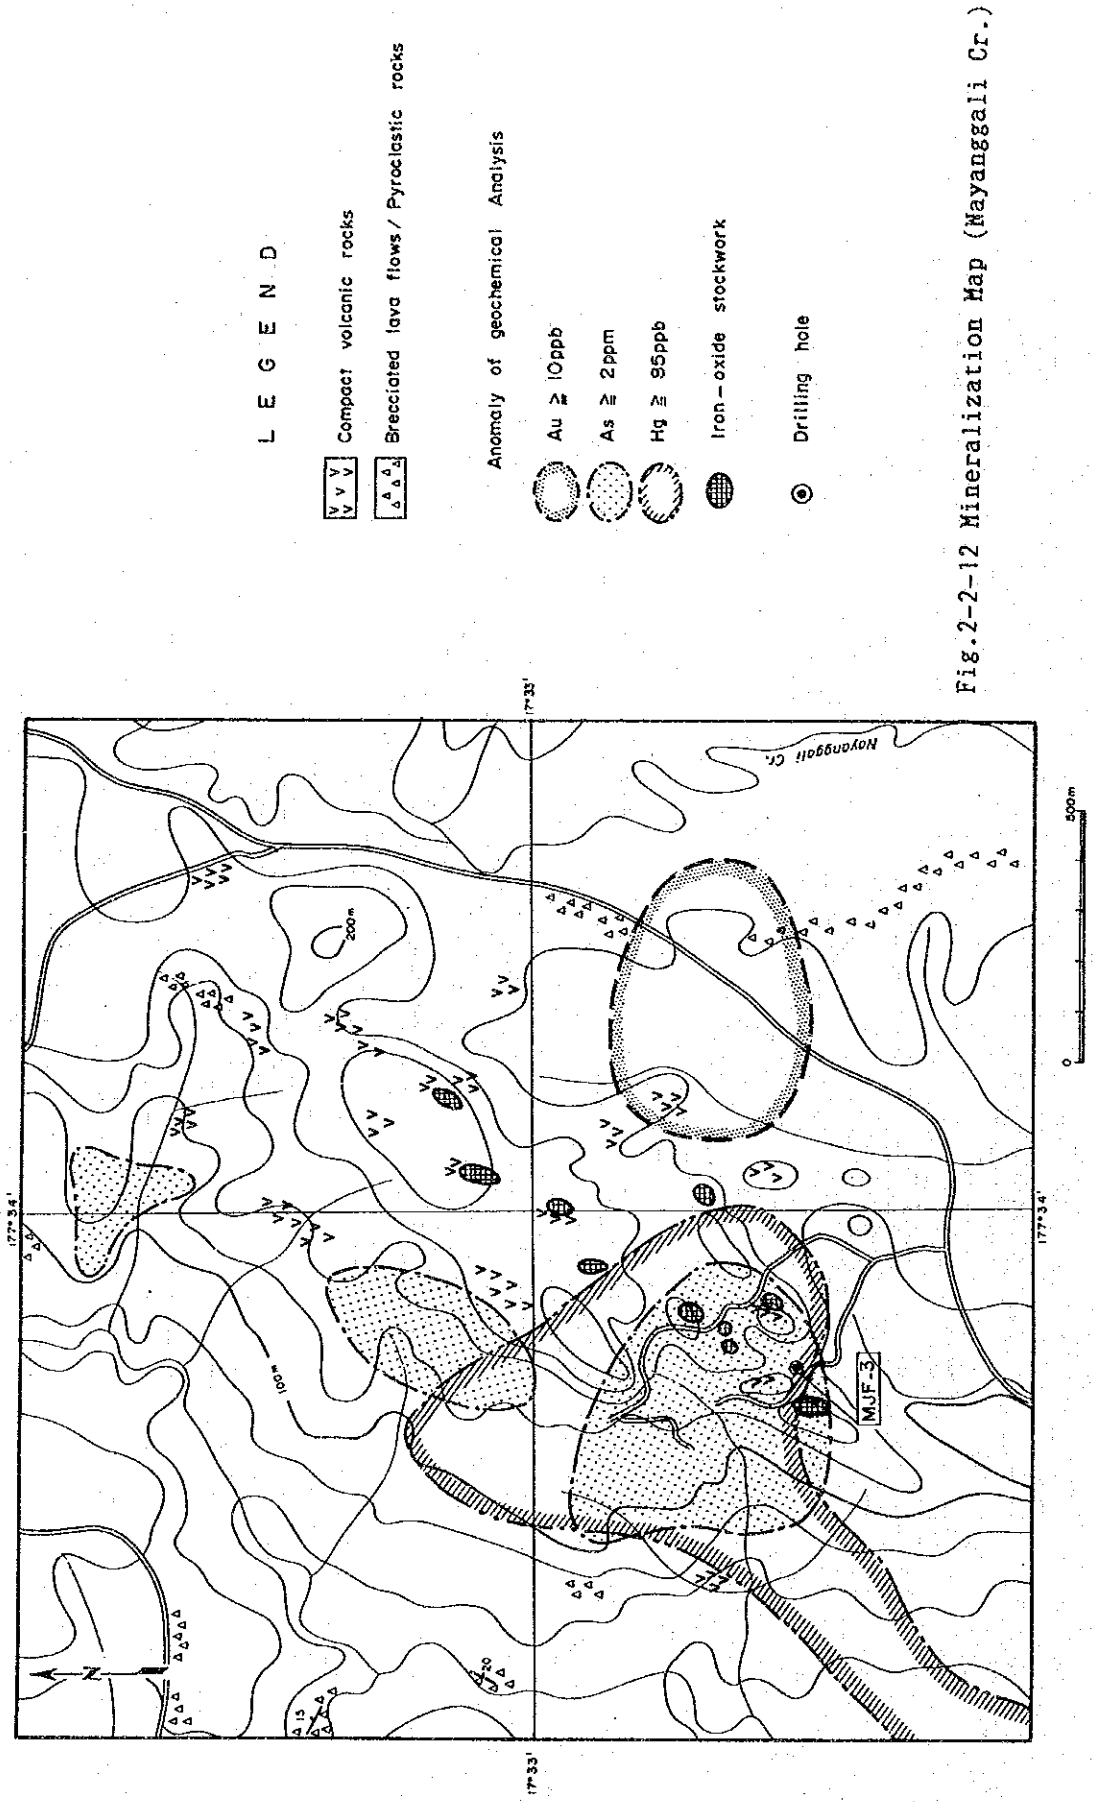 L E G E N D
Compact volcanic rocks
Brecciated lava flows / Pyroclastic rocks
Anomaly of geochemical Analysis
Au ≧ 10ppb
As ≧ 2ppm
Hg ≧ 95ppb
Iron-oxide stockwork
Drilling hole
Fig.2-2-12 Mineralization Map (Nayanggali Cr.)
177°34'
17°33'
200m
100m
Nayanggali Cr.
MJF-3
N
20
15
17°33'
177°34'
0
500m